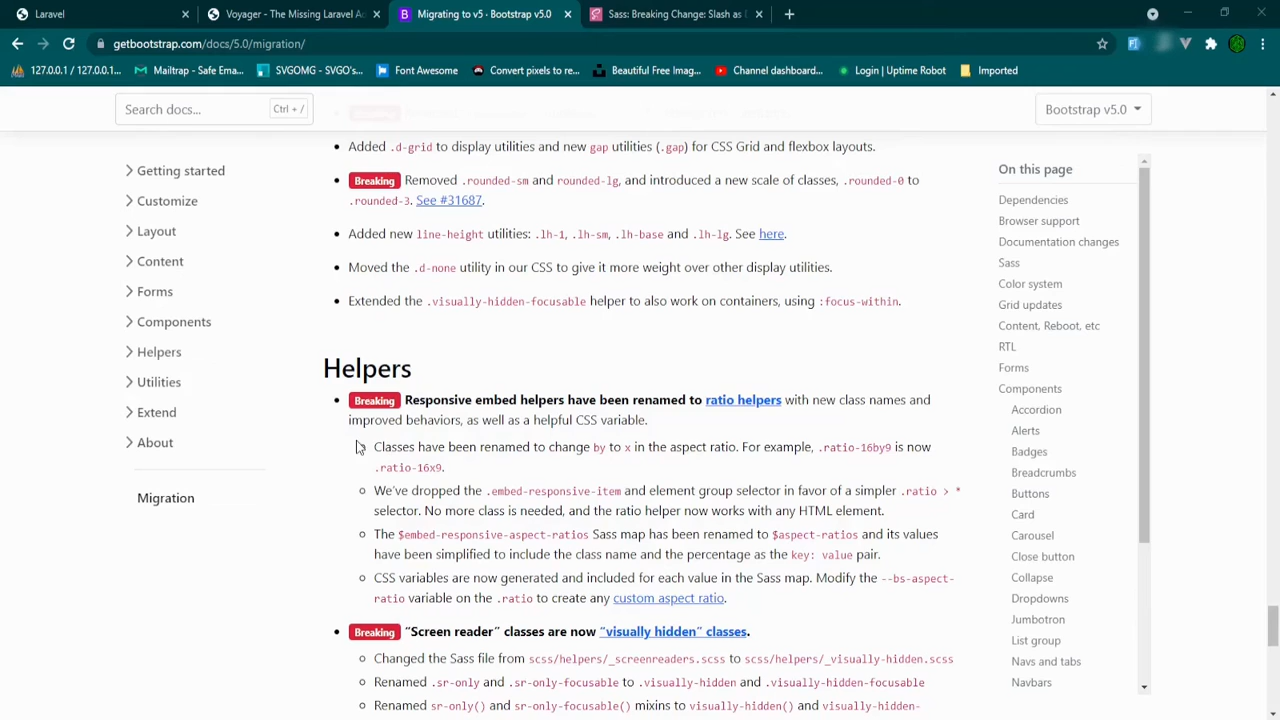 Laravel
Voyager - The Missing Laravel Ad
Migrating to v5 · Bootstrap v5.0
Sass: Breaking Change: Slash as D
getbootstrap.com/docs/5.0/migration/
127.0.0.1 / 127.0.0.1...
Mailtrap - Safe Ema...
SVGOMG - SVGO's...
Font Awesome
Convert pixels to re...
Beautiful Free Imag...
Channel dashboard...
Login | Uptime Robot
Imported
Search docs...
Ctrl + /
Bootstrap v5.0
Getting started
Customize
Layout
Content
Forms
Components
Helpers
Utilities
Extend
About
Migration
Added .d-grid to display utilities and new gap utilities (.gap) for CSS Grid and flexbox layouts.
Breaking Removed .rounded-sm and rounded-lg, and introduced a new scale of classes, .rounded-0 to
.rounded-3. See #31687.
Added new line-height utilities: .lh-1, .lh-sm, .lh-base and .lh-lg. See here.
Moved the .d-none utility in our CSS to give it more weight over other display utilities.
Extended the .visually-hidden-focusable helper to also work on containers, using :focus-within.
Helpers
Breaking Responsive embed helpers have been renamed to ratio helpers with new class names and
improved behaviors, as well as a helpful CSS variable.
Classes have been renamed to change by to x in the aspect ratio. For example, .ratio-16by9 is now
.ratio-16x9.
We've dropped the .embed-responsive-item and element group selector in favor of a simpler .ratio > *
selector. No more class is needed, and the ratio helper now works with any HTML element.
The $embed-responsive-aspect-ratios Sass map has been renamed to $aspect-ratios and its values
have been simplified to include the class name and the percentage as the key: value pair.
CSS variables are now generated and included for each value in the Sass map. Modify the --bs-aspect-
ratio variable on the .ratio to create any custom aspect ratio.
Breaking "Screen reader" classes are now "visually hidden" classes.
Changed the Sass file from scss/helpers/_screenreaders.scss to scss/helpers/_visually-hidden.scss
Renamed .sr-only and .sr-only-focusable to .visually-hidden and .visually-hidden-focusable
Renamed sr-only() and sr-only-focusable() mixins to visually-hidden() and visually-hidden-
On this page
Dependencies
Browser support
Documentation changes
Sass
Color system
Grid updates
Content, Reboot, etc
RTL
Forms
Components
Accordion
Alerts
Badges
Breadcrumbs
Buttons
Card
Carousel
Close button
Collapse
Dropdowns
Jumbotron
List group
Navs and tabs
Navbars